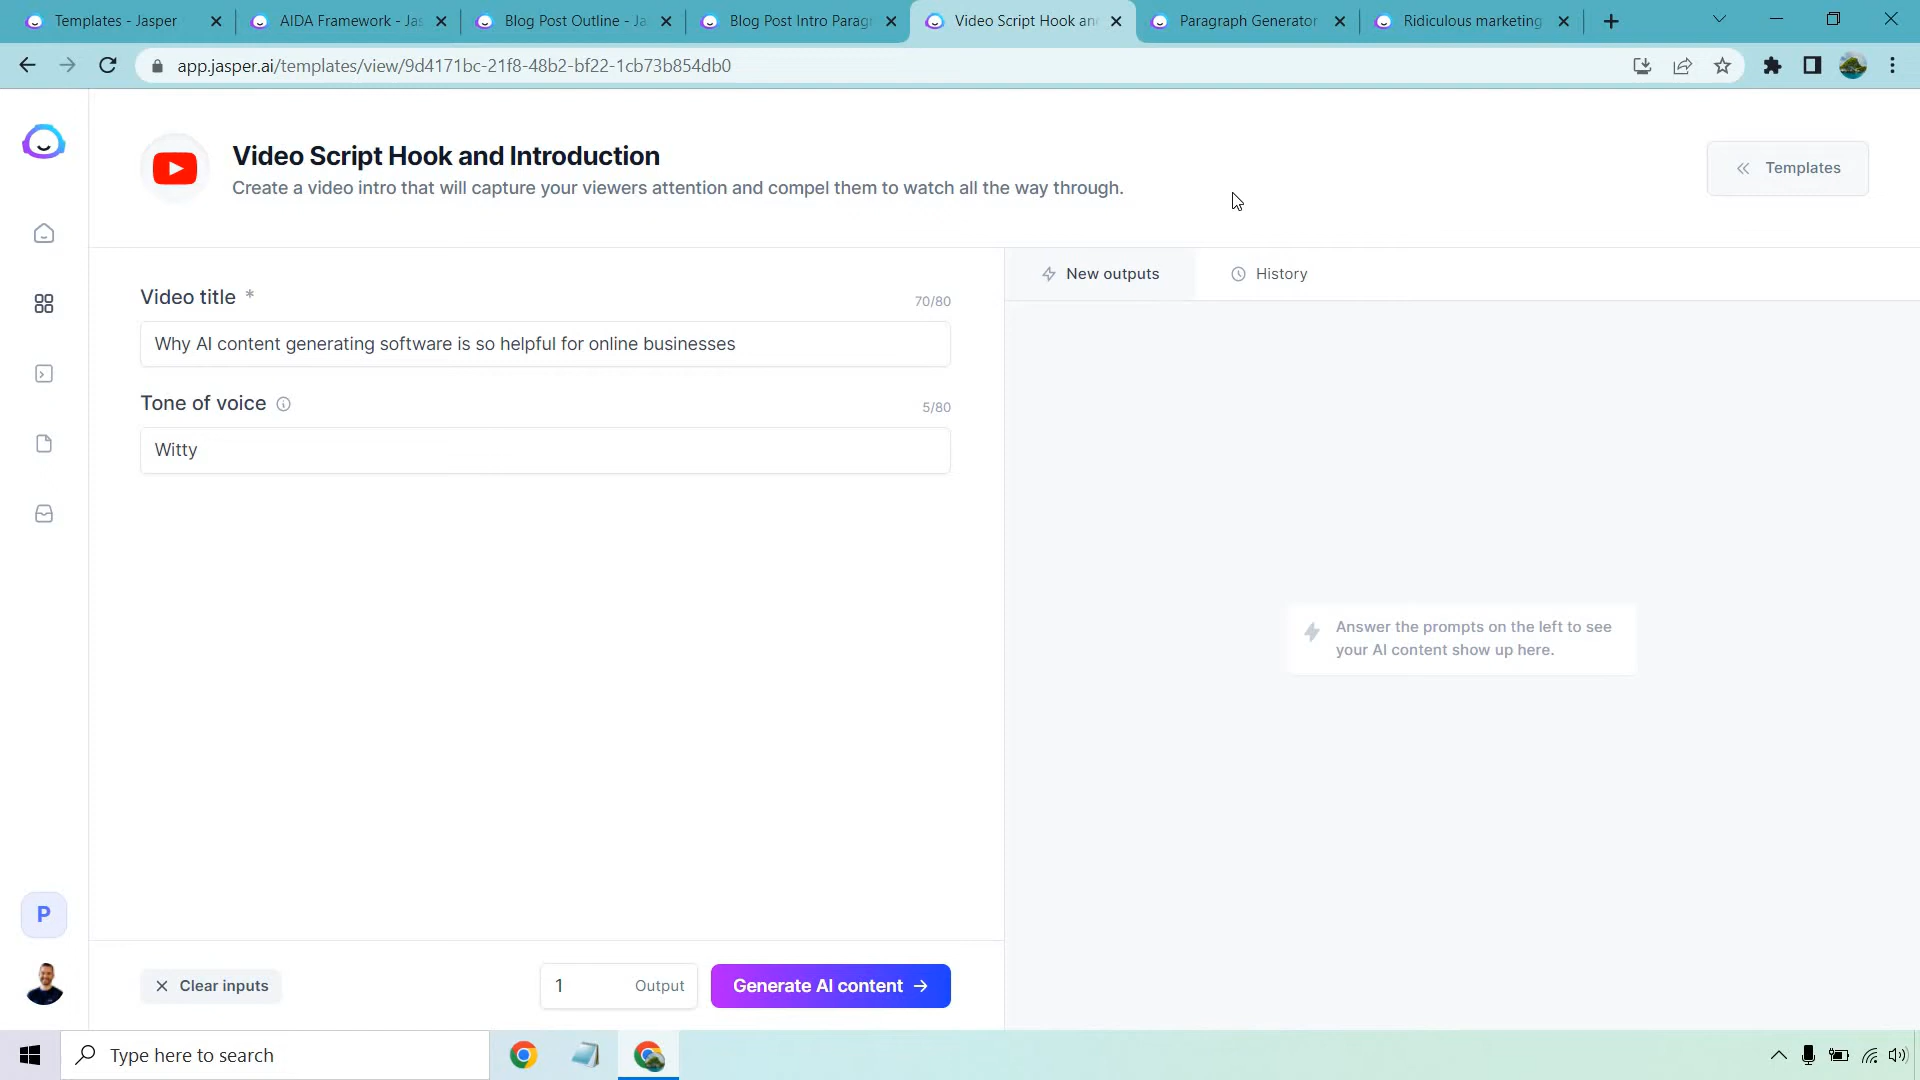 Templates - Jasper
AIDA Framework - Jas
Blog Post Outline - Ja
Blog Post Intro Paragr
Video Script Hook an
Paragraph Generator
Ridiculous marketing
app.jasper.ai/templates/view/9d4171bc-21f8-48b2-bf22-1cb73b854db0
Video Script Hook and Introduction
Create a video intro that will capture your viewers attention and compel them to watch all the way through.
Templates
New outputs
History
Video title *
70/80
Why AI content generating software is so helpful for online businesses
Tone of voice
5/80
Witty
Answer the prompts on the left to see
your AI content show up here.
P
Clear inputs
1 Output
Generate AI content
Type here to search